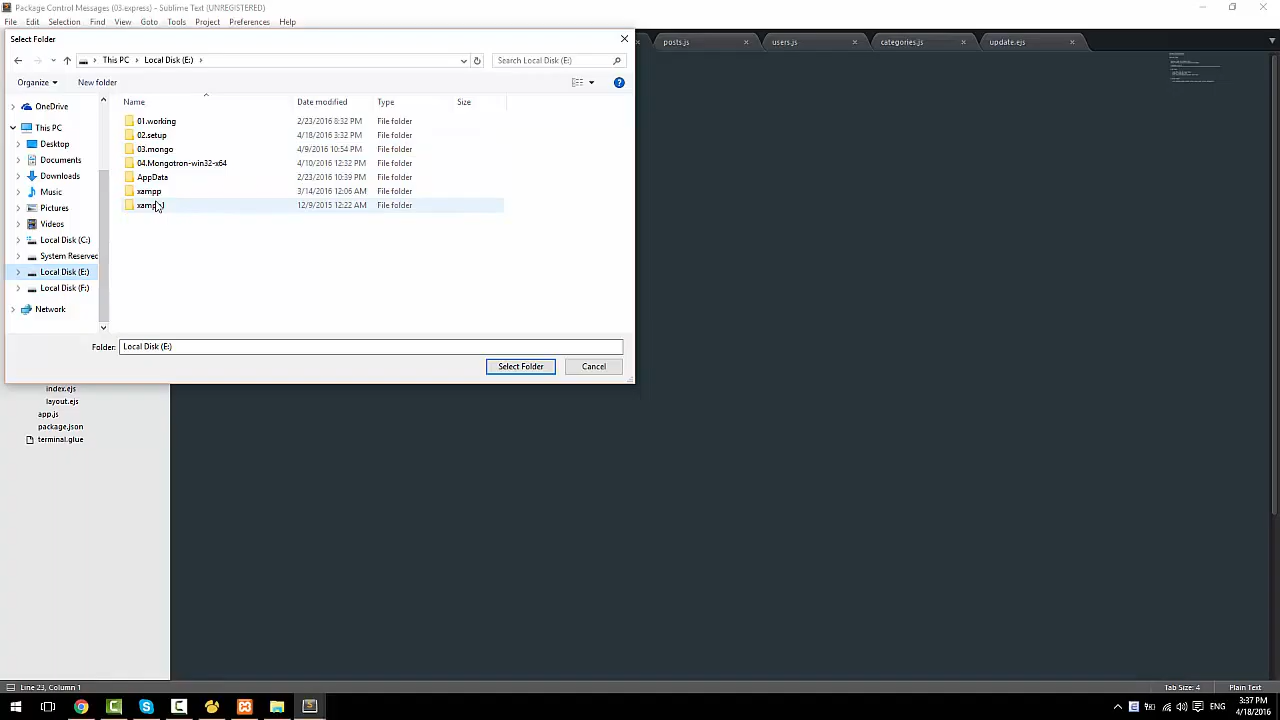 Package Control Messages (03.express) - Sublime Text (UNREGISTERED)
File Edit Selection Find View Goto Tools Project Preferences Help
Select Folder
posts.js users.js categories.js update.ejs
This PC Local Disk (E:) Search Local Disk (E:)
Organize New folder
Name Date modified Type Size
OneDrive
This PC
Desktop
Documents
Downloads
Music
Pictures
Videos
Local Disk (C:)
System Reserved
Local Disk (E:)
Local Disk (F:)
Network
01.working 2/23/2016 8:32 PM File folder
02.setup 4/18/2016 3:32 PM File folder
03.mongo 4/9/2016 10:54 PM File folder
04.Mongotron-win32-x64 4/10/2016 12:32 PM File folder
AppData 2/23/2016 10:39 PM File folder
xampp 3/14/2016 12:06 AM File folder
12/9/2015 12:22 AM File folder
Folder: Local Disk (E:)
Select Folder Cancel
index.ejs
layout.ejs
app.js
package.json
terminal.glue
Line 23, Column 1 Tab Size: 4 Plain Text
ENG 3:37 PM
4/18/2016